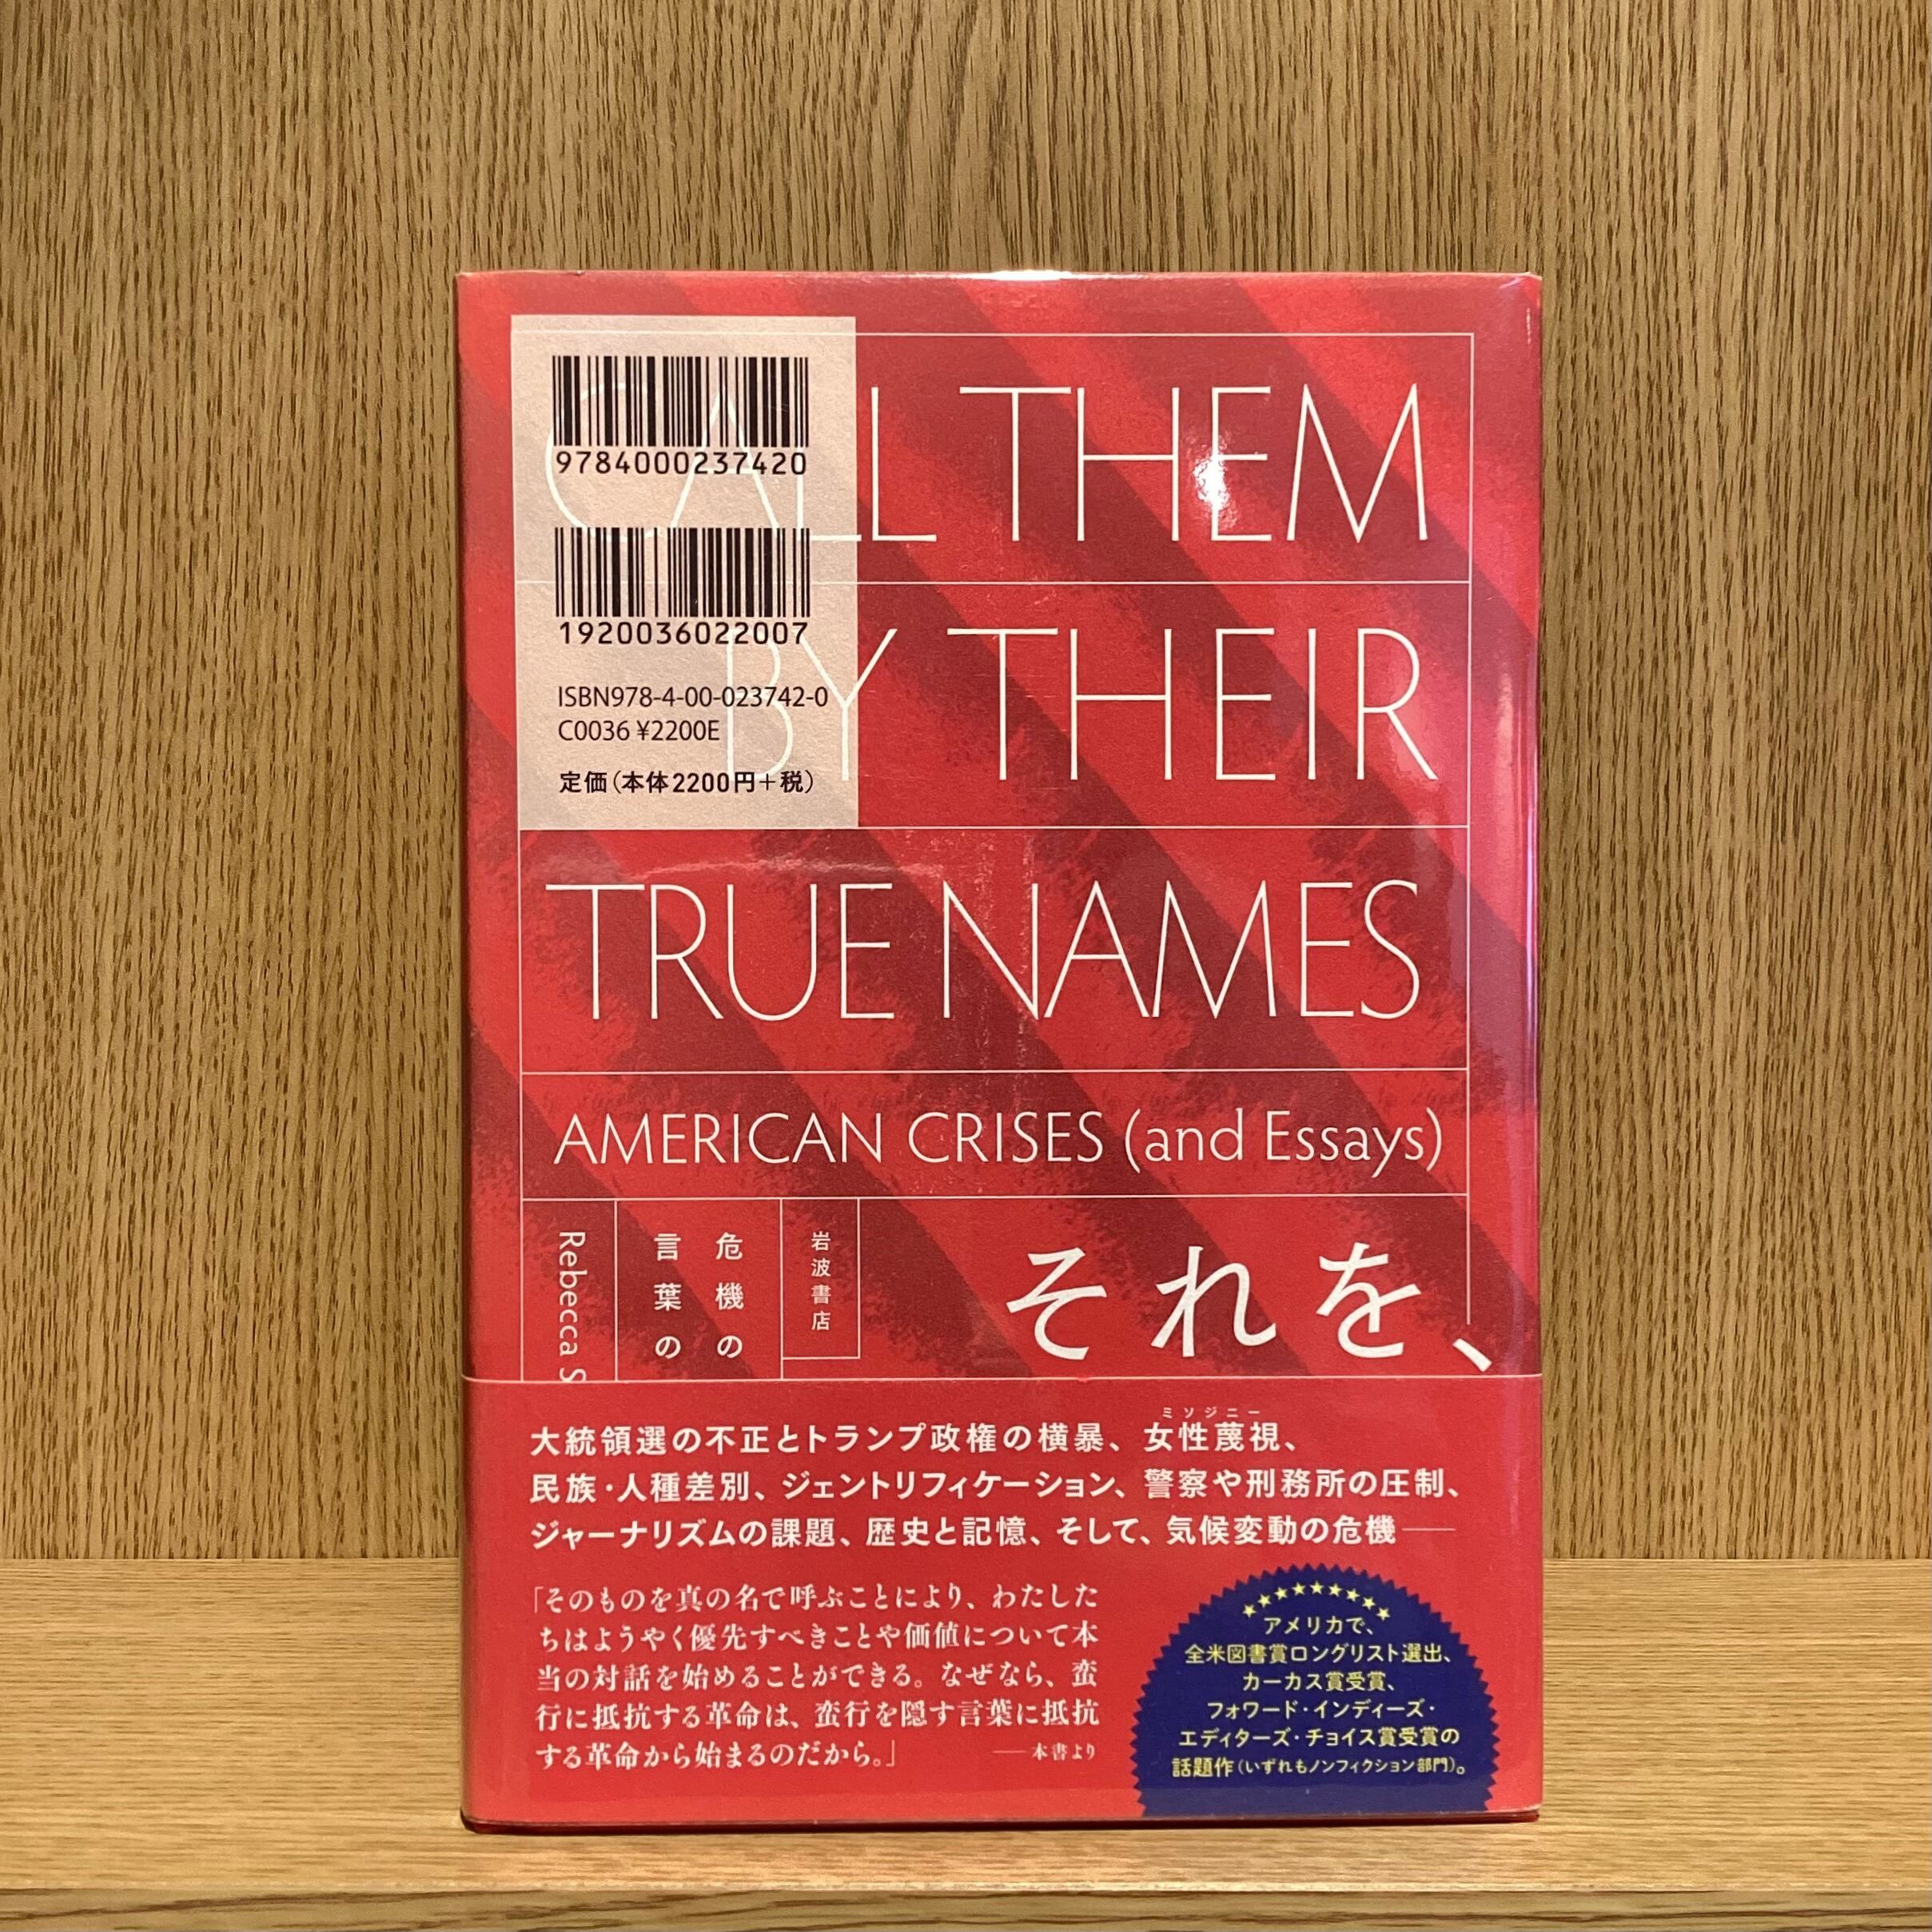 9784000237420
1920036022007
ISBN978-4-00-023742-0
C0036 ¥2200E
定価(本体2200円+税)
CALL THEM
BY THEIR
TRUE NAMES
AMERICAN CRISES (and Essays)
岩波書店
危機の
言葉の
Rebecca S
それを、
大統領選の不正とトランプ政権の横暴、女性蔑視、
ミソジニー
民族・人種差別、ジェントリフィケーション、警察や刑務所の圧制、
ジャーナリズムの課題、歴史と記憶、そして、気候変動の危機――
「そのものを真の名で呼ぶことにより、わたした
ちはようやく優先すべきことや価値について本
当の対話を始めることができる。なぜなら、蛮
行に抵抗する革命は、蛮行を隠す言葉に抵抗
する革命から始まるのだから。」 ――本書より
アメリカで、
全米図書賞ロングリスト選出、
カーカス賞受賞、
フォワード・インディーズ・
エディターズ・チョイス賞受賞の
話題作(いずれもノンフィクション部門)。